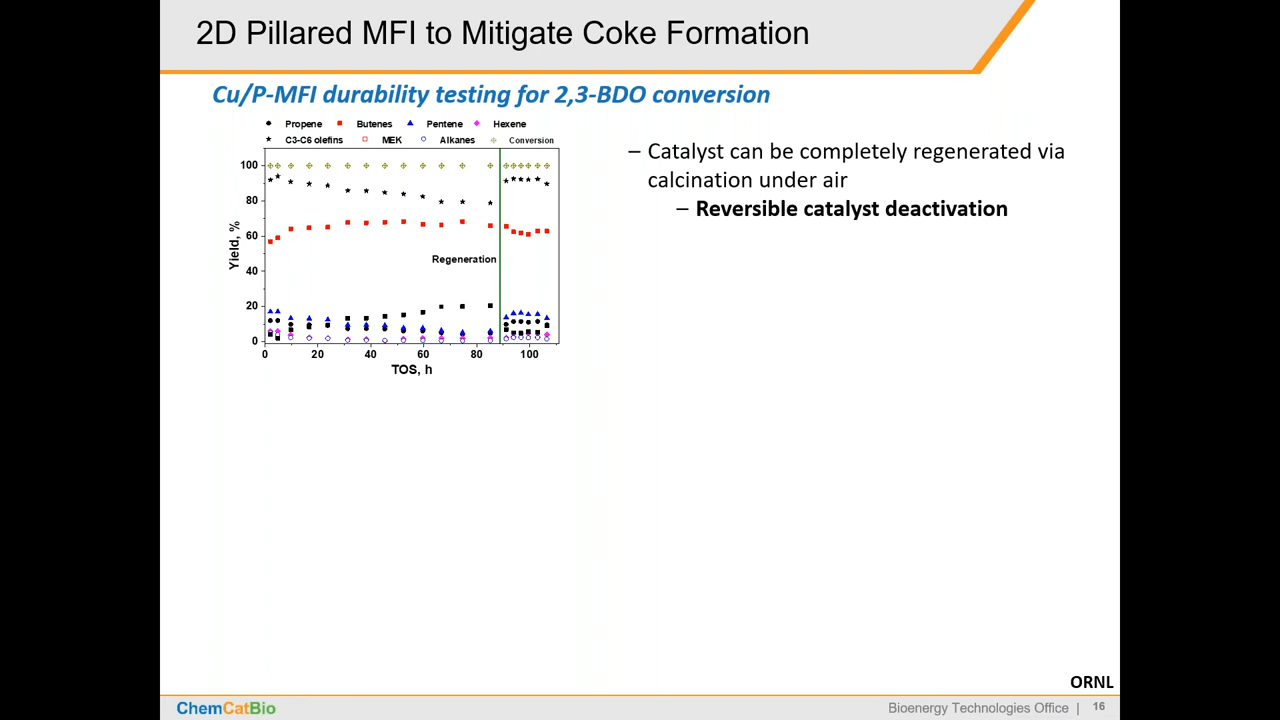 2D Pillared MFI to Mitigate Coke Formation
Cu/P-MFI durability testing for 2,3-BDO conversion
Propene Butenes Pentene Hexene
C3-C6 olefins MEK Alkanes Conversion
100
80
60
40
20
0
Yield, %
Regeneration
0 20 40 60 80 100
TOS, h
– Catalyst can be completely regenerated via
calcination under air
– Reversible catalyst deactivation
ORNL
ChemCatBio
Bioenergy Technologies Office | 16